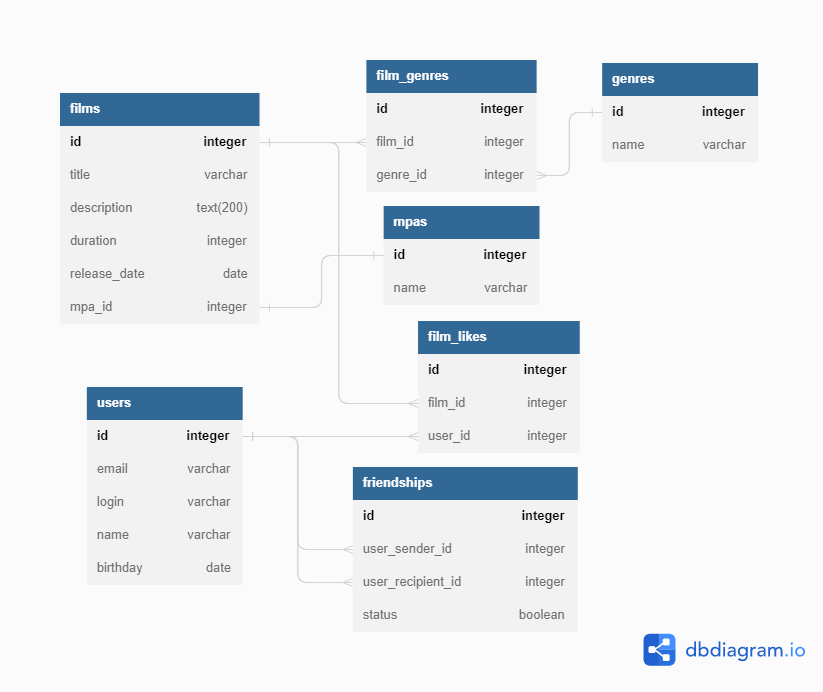 films
id integer
title varchar
description text(200)
duration integer
release_date date
mpa_id integer
film_genres
id integer
film_id integer
genre_id integer
genres
id integer
name varchar
mpas
id integer
name varchar
film_likes
id integer
film_id integer
user_id integer
users
id integer
email varchar
login varchar
name varchar
birthday date
friendships
id integer
user_sender_id integer
user_recipient_id integer
status boolean
dbdiagram.io